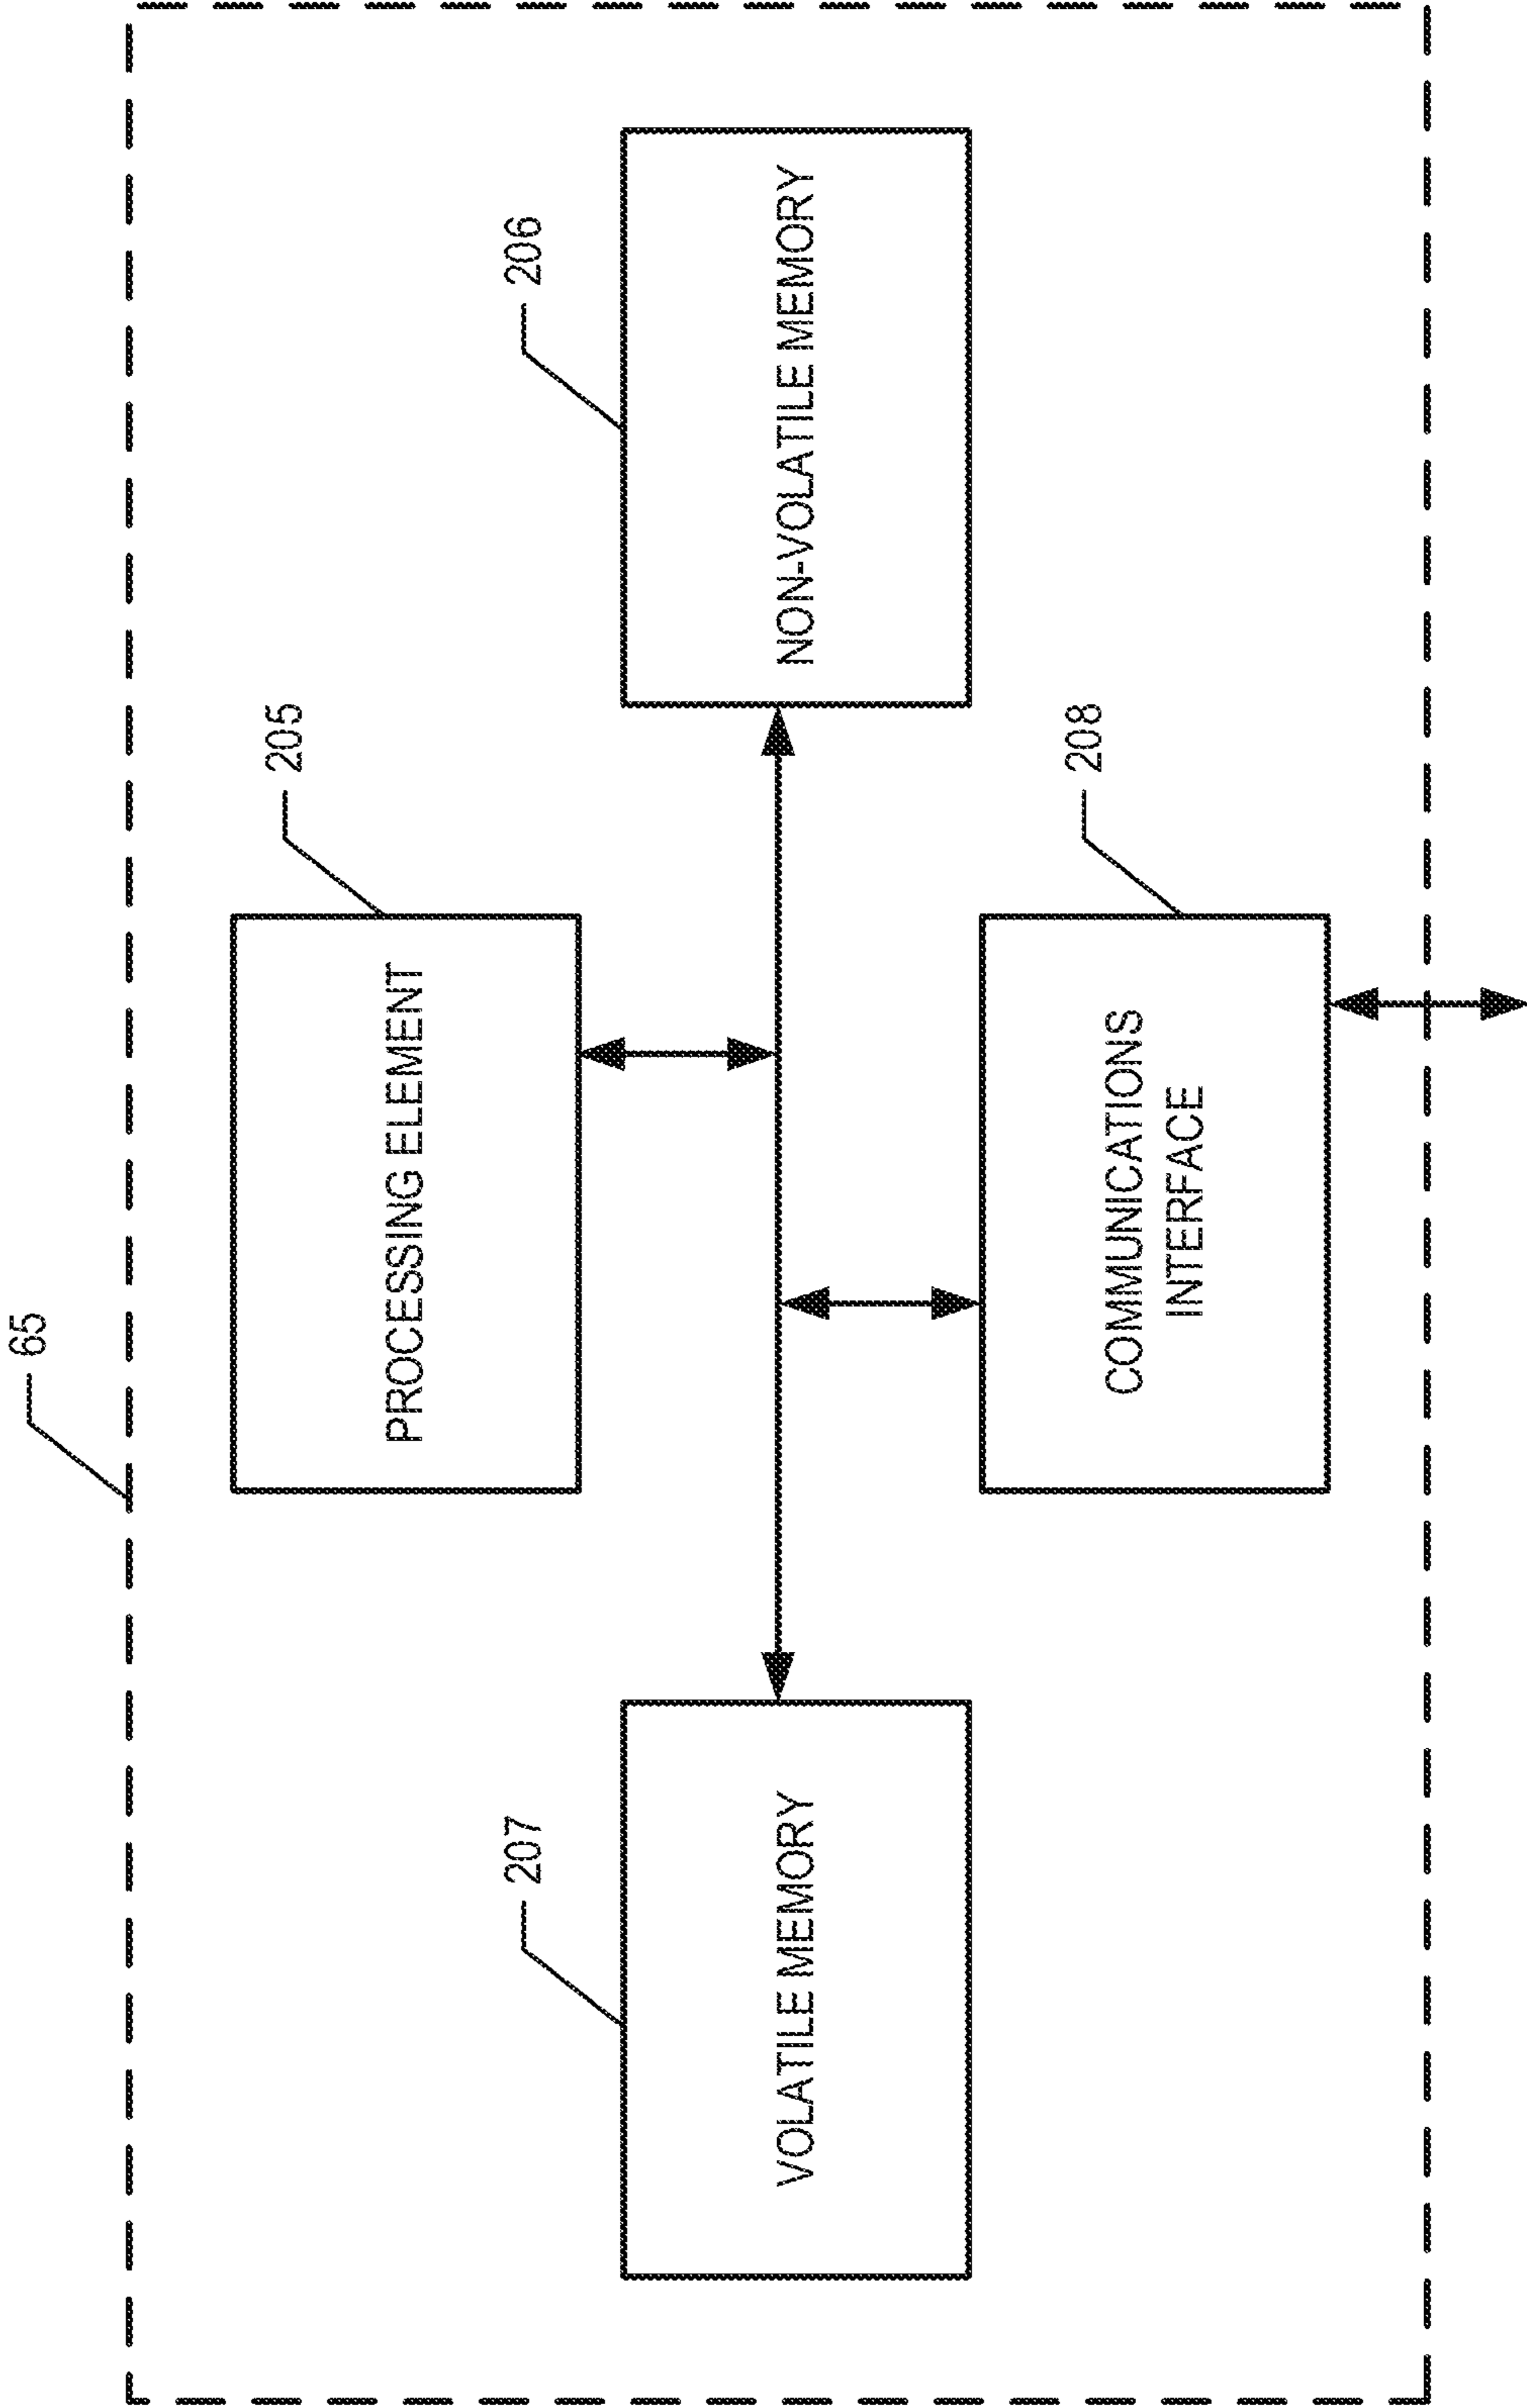 65
PROCESSING ELEMENT
205
207
VOLATILE MEMORY
206
NON-VOLATILE MEMORY
208
COMMUNICATIONS
INTERFACE